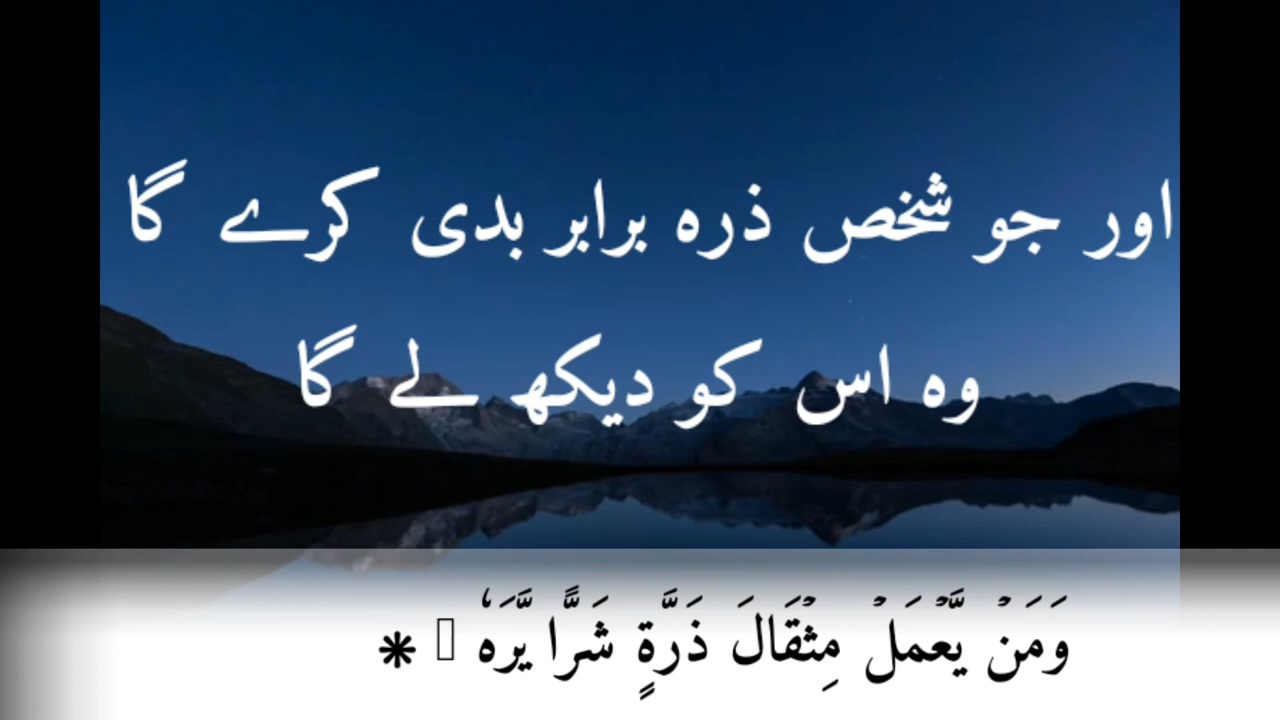 اور جو شخص ذرہ برابر بدی کرے گا
وہ اس کو دیکھ لے گا
وَمَنْ يَّعْمَلْ مِثْقَالَ ذَرَّةٍ شَرًّا يَّرَهٗ ▯ *